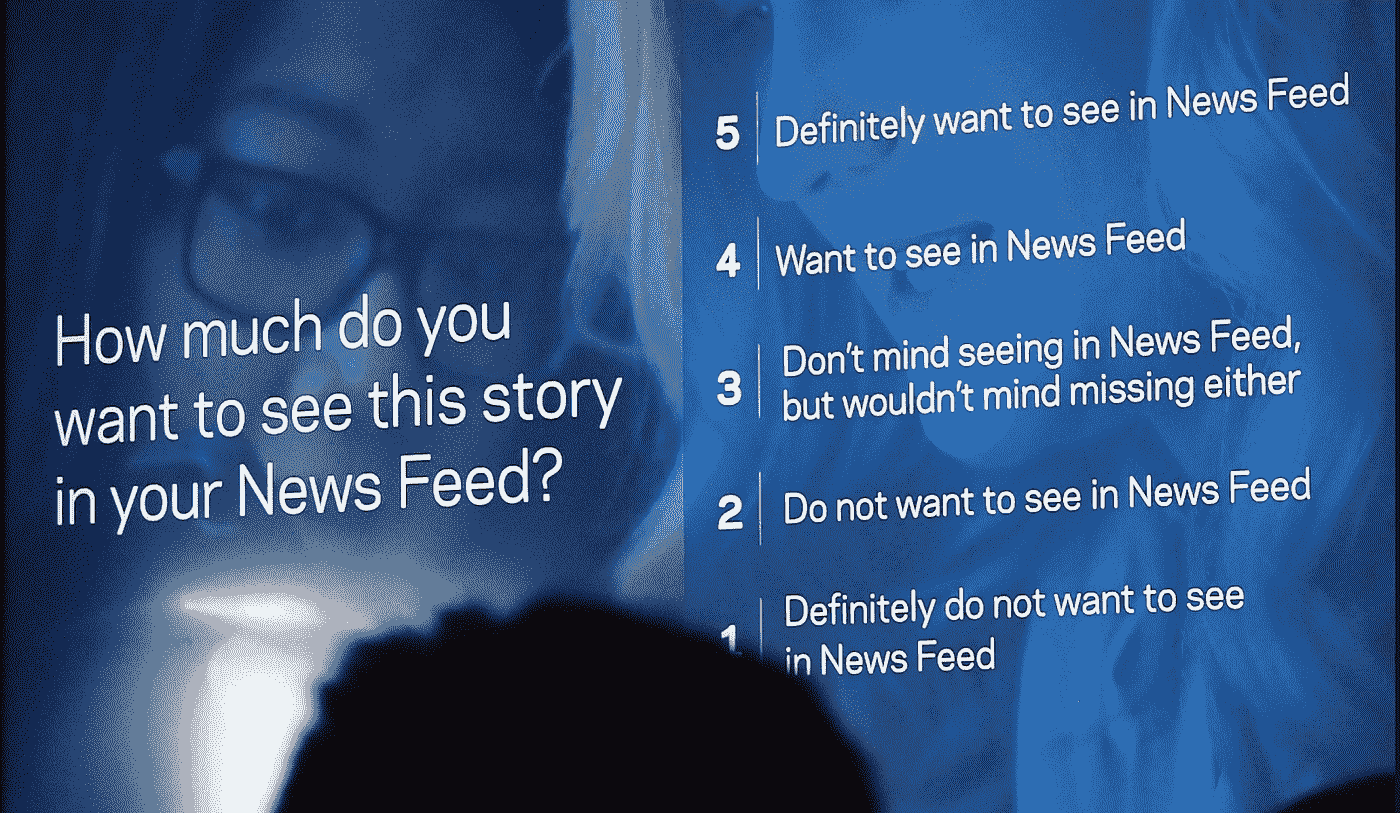 How much do you
want to see this story
in your News Feed?
5 Definitely want to see in News Feed
4 Want to see in News Feed
3 Don't mind seeing in News Feed,
but wouldn't mind missing either
2 Do not want to see in News Feed
1 Definitely do not want to see
in News Feed